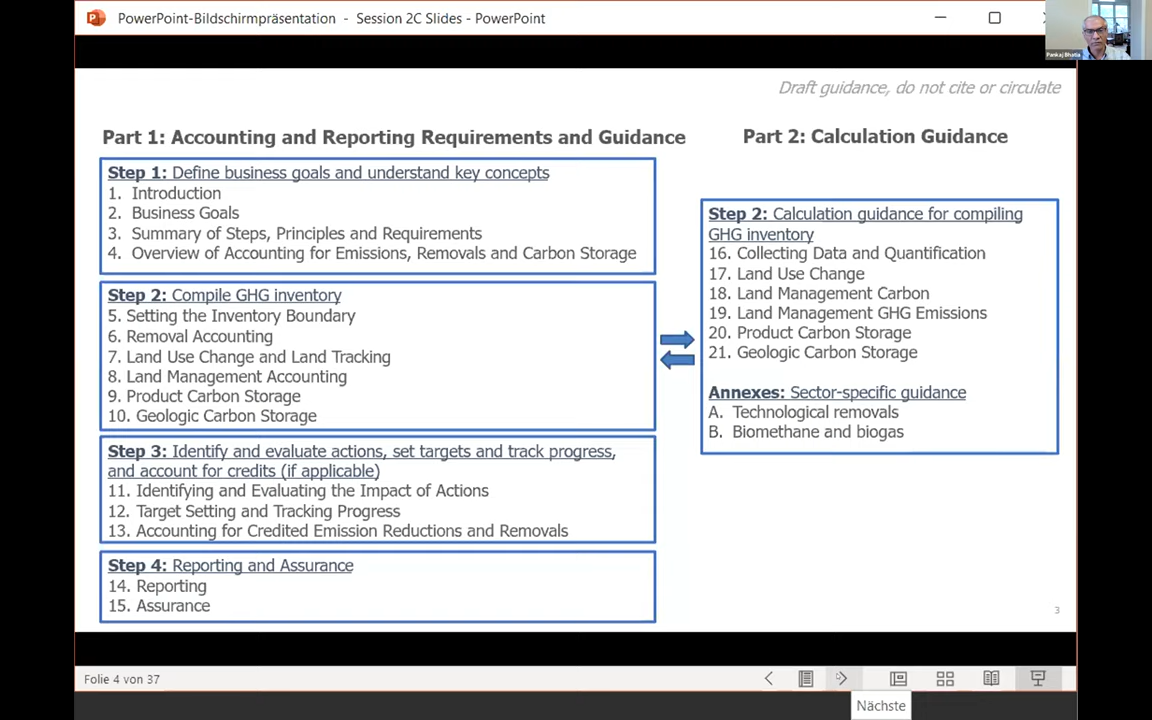 PowerPoint-Bildschirmpräsentation - Session 2C Slides - PowerPoint
Pankaj Bhatia
Draft guidance, do not cite or circulate
Part 1: Accounting and Reporting Requirements and Guidance
Step 1: Define business goals and understand key concepts
1. Introduction
2. Business Goals
3. Summary of Steps, Principles and Requirements
4. Overview of Accounting for Emissions, Removals and Carbon Storage
Step 2: Compile GHG inventory
5. Setting the Inventory Boundary
6. Removal Accounting
7. Land Use Change and Land Tracking
8. Land Management Accounting
9. Product Carbon Storage
10. Geologic Carbon Storage
Step 3: Identify and evaluate actions, set targets and track progress,
and account for credits (if applicable)
11. Identifying and Evaluating the Impact of Actions
12. Target Setting and Tracking Progress
13. Accounting for Credited Emission Reductions and Removals
Step 4: Reporting and Assurance
14. Reporting
15. Assurance
Part 2: Calculation Guidance
Step 2: Calculation guidance for compiling
GHG inventory
16. Collecting Data and Quantification
17. Land Use Change
18. Land Management Carbon
19. Land Management GHG Emissions
20. Product Carbon Storage
21. Geologic Carbon Storage
Annexes: Sector-specific guidance
A. Technological removals
B. Biomethane and biogas
3
Folie 4 von 37
Nächste